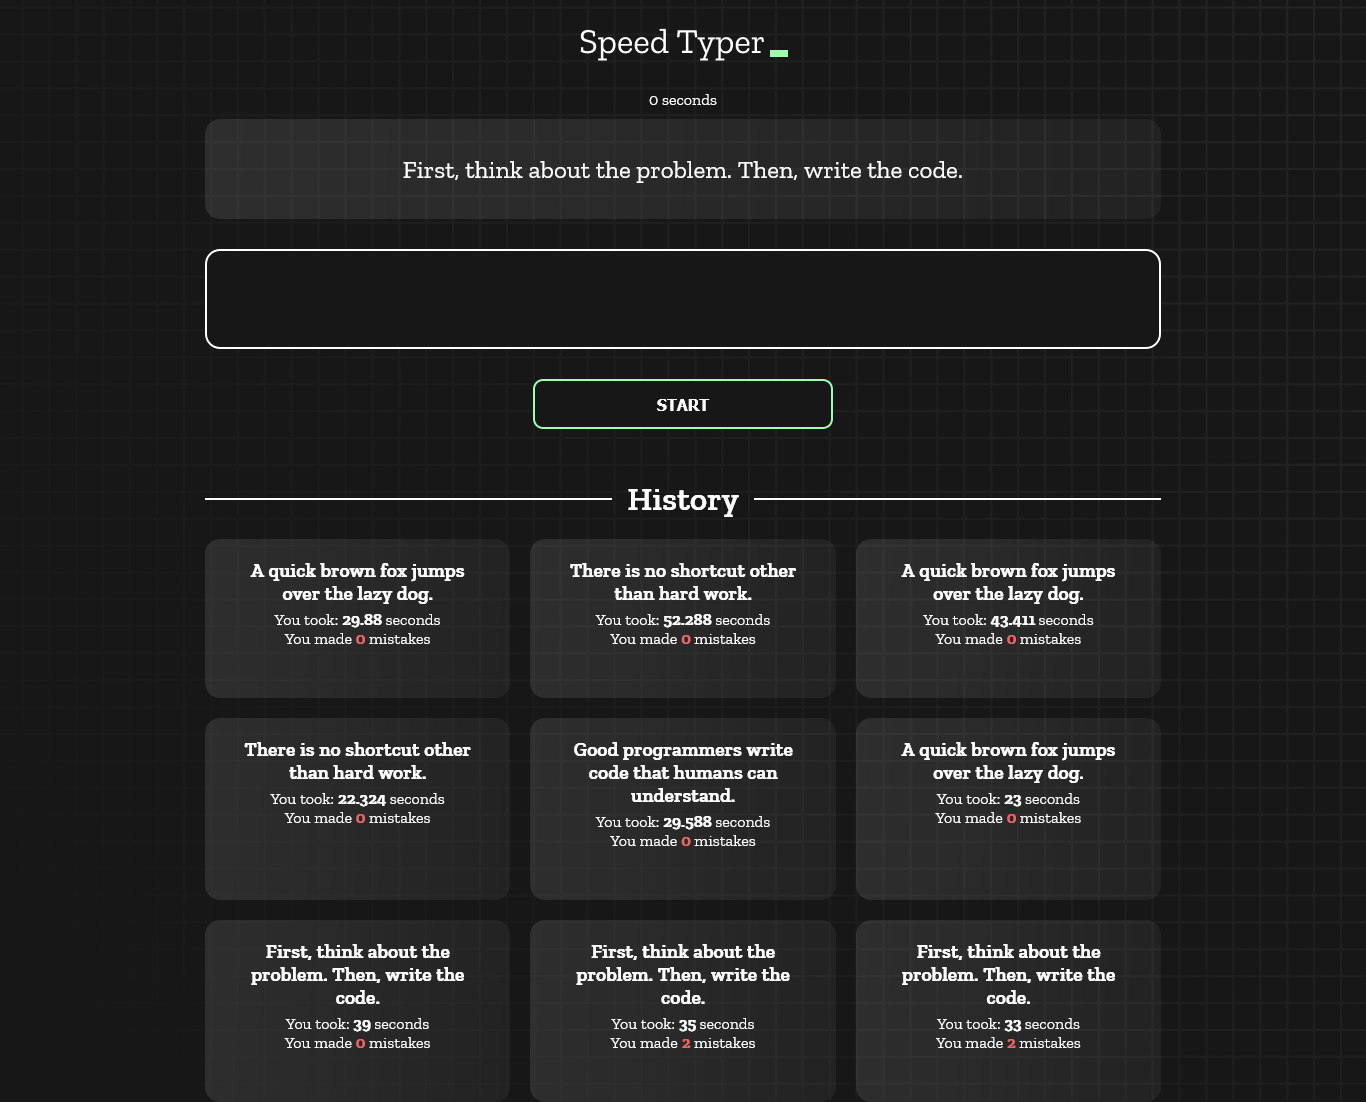 Speed Typer
0 seconds
First, think about the problem. Then, write the code.
START
History
A quick brown fox jumps
over the lazy dog.
You took: 29.88 seconds
You made 0 mistakes
There is no shortcut other
than hard work.
You took: 52.288 seconds
You made 0 mistakes
A quick brown fox jumps
over the lazy dog.
You took: 43.411 seconds
You made 0 mistakes
There is no shortcut other
than hard work.
You took: 22.324 seconds
You made 0 mistakes
Good programmers write
code that humans can
understand.
You took: 29.588 seconds
You made 0 mistakes
A quick brown fox jumps
over the lazy dog.
You took: 23 seconds
You made 0 mistakes
First, think about the
problem. Then, write the
code.
You took: 39 seconds
You made 0 mistakes
First, think about the
problem. Then, write the
code.
You took: 35 seconds
You made 2 mistakes
First, think about the
problem. Then, write the
code.
You took: 33 seconds
You made 2 mistakes